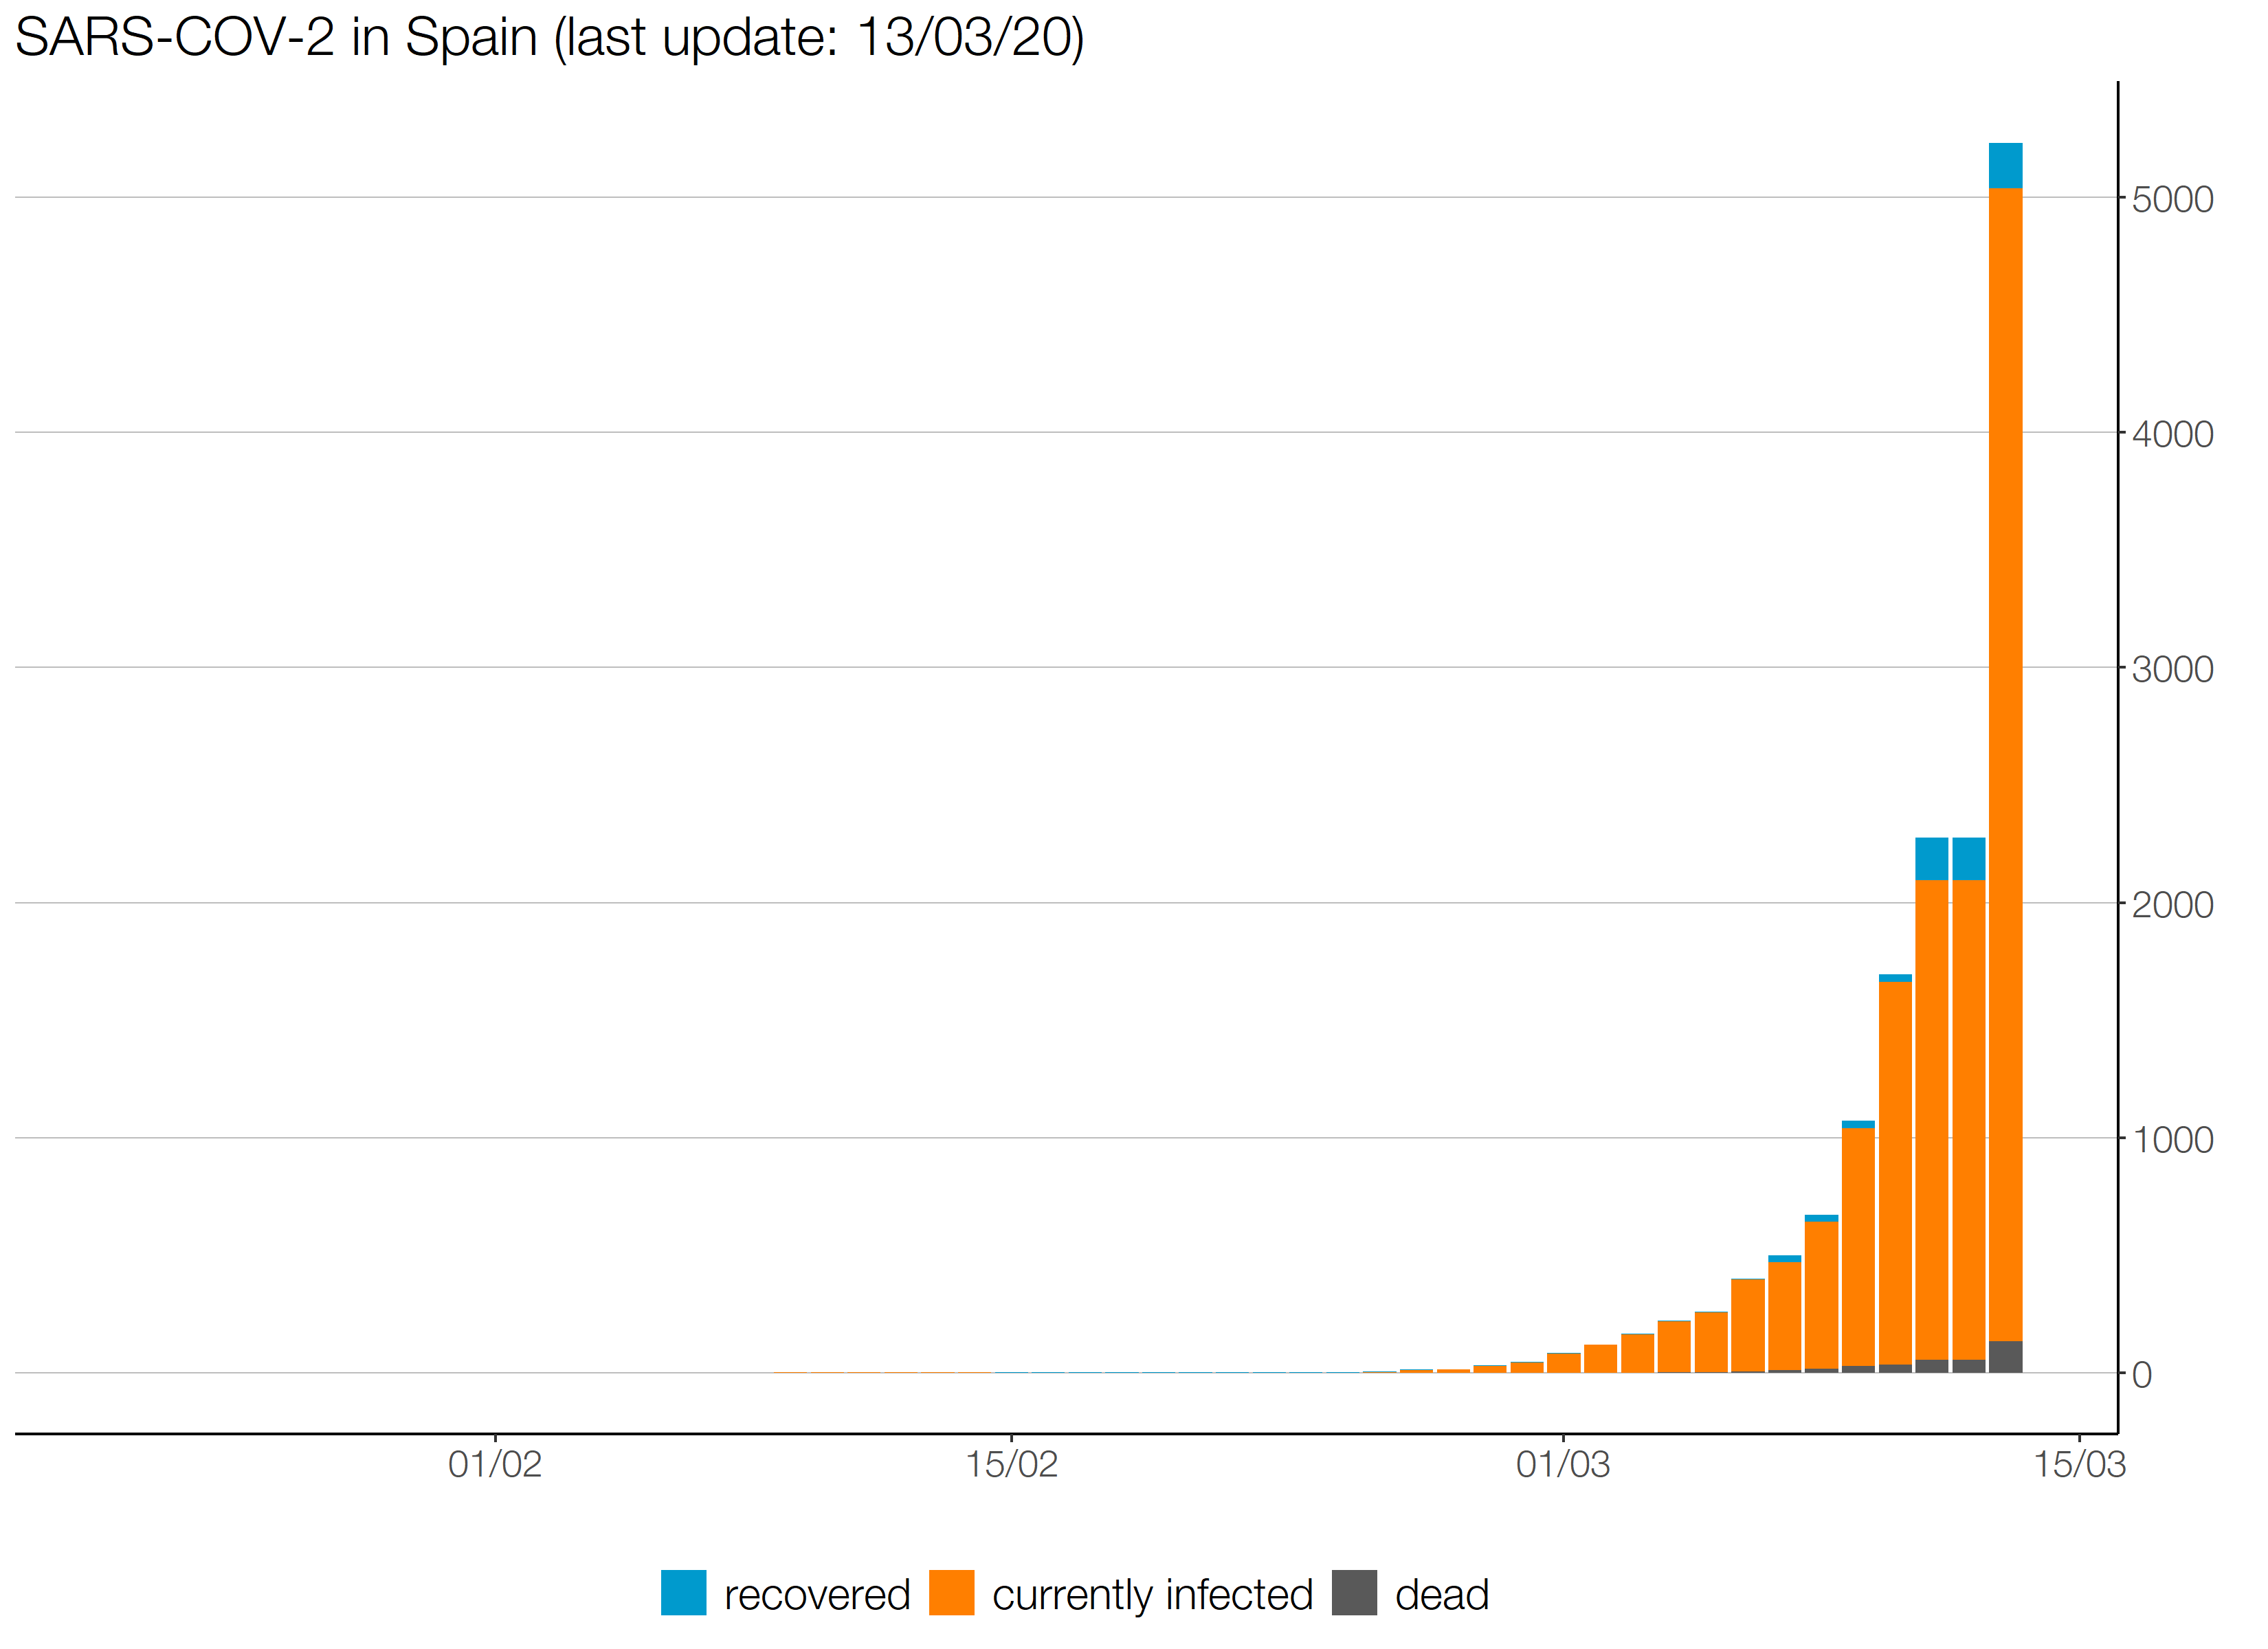 SARS-COV-2 in Spain (last update: 13/03/20)
5000
4000
3000
2000
1000
0
01/02 15/02 01/03 15/03
recovered currently infected dead